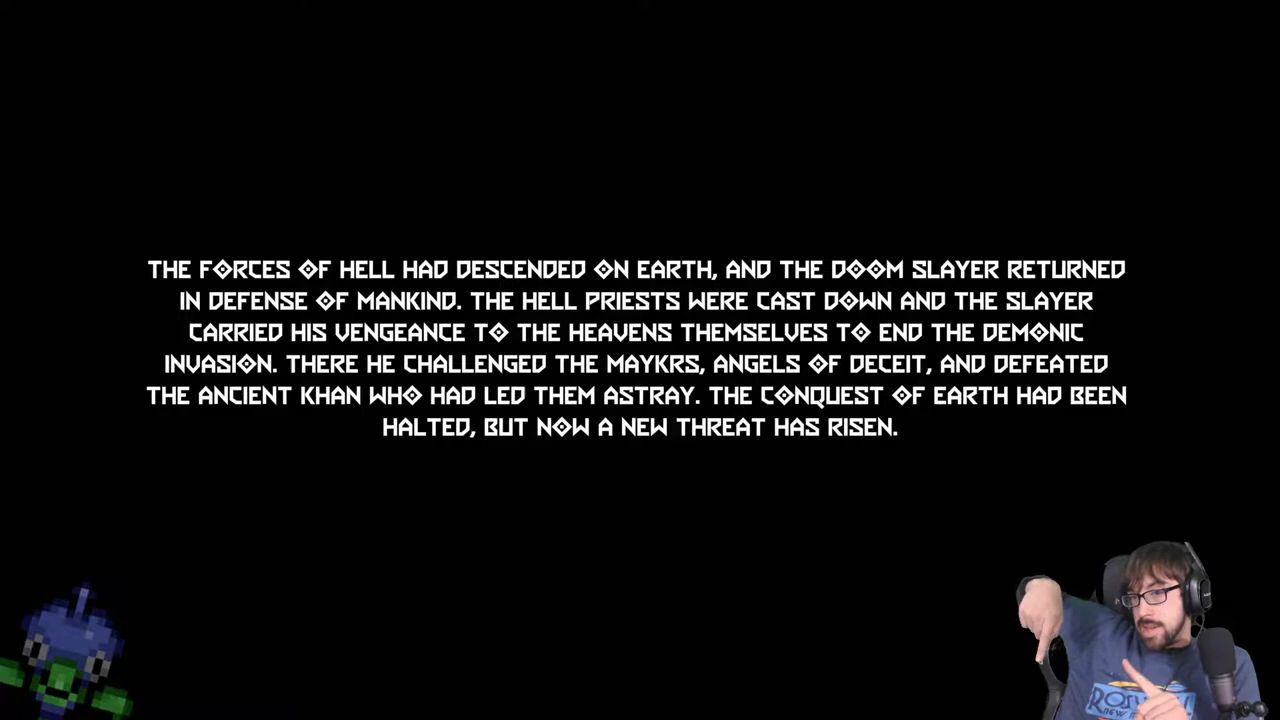 THE FORCES OF HELL HAD DESCENDED ON EARTH, AND THE DOOM SLAYER RETURNED
IN DEFENSE OF MANKIND. THE HELL PRIESTS WERE CAST DOWN AND THE SLAYER
CARRIED HIS VENGEANCE TO THE HEAVENS THEMSELVES TO END THE DEMONIC
INVASION. THERE HE CHALLENGED THE MAYKRS, ANGELS OF DECEIT, AND DEFEATED
THE ANCIENT KHAN WHO HAD LED THEM ASTRAY. THE CONQUEST OF EARTH HAD BEEN
HALTED, BUT NOW A NEW THREAT HAS RISEN.
NEW